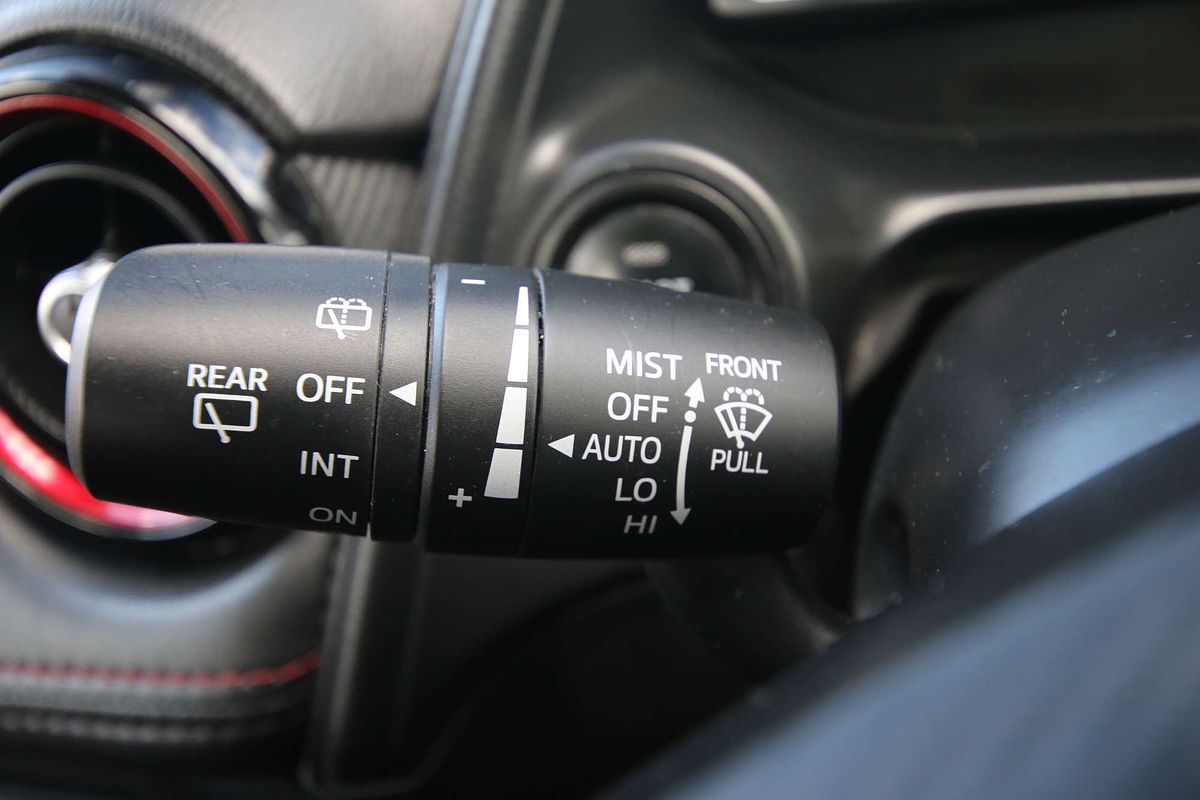 REAR
OFF
INT
ON
−
+
MIST
OFF
AUTO
LO
HI
FRONT
PULL